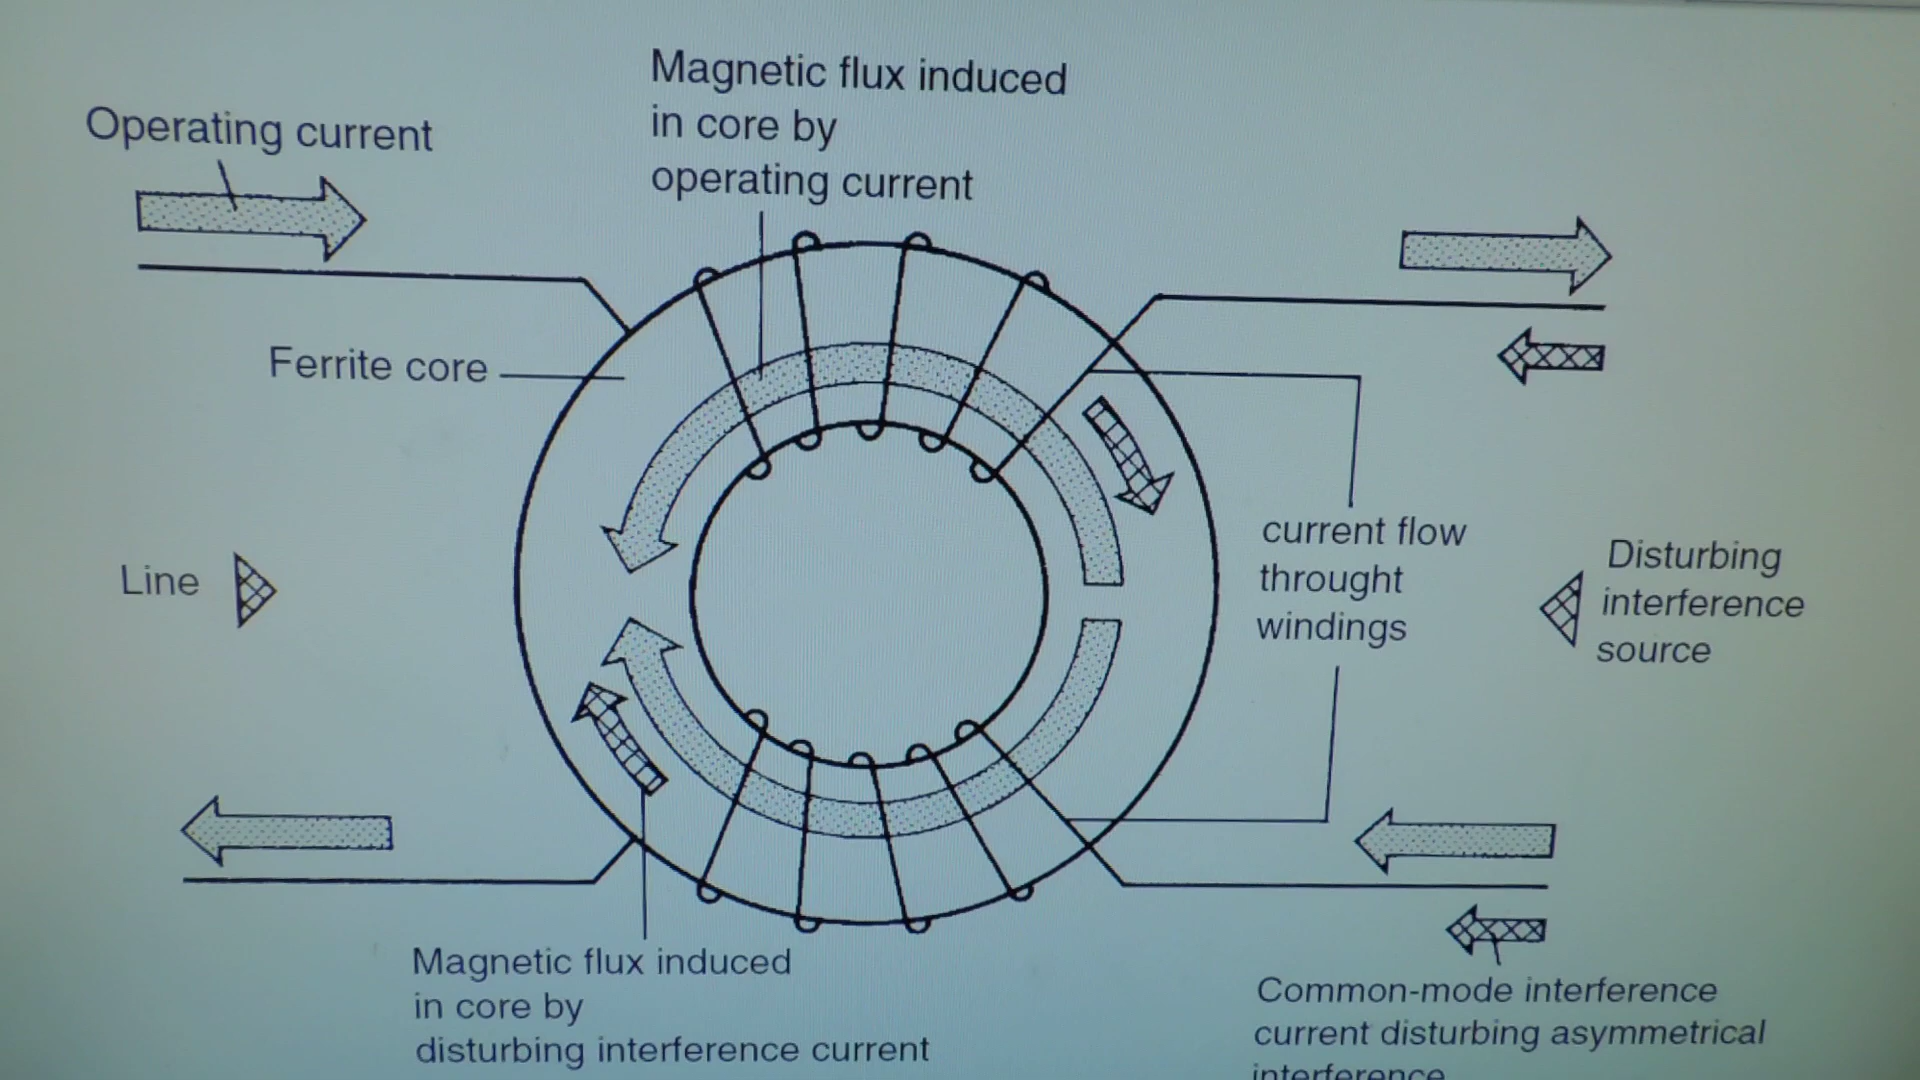 Magnetic flux induced
in core by
operating current
Operating current
Ferrite core
Line
current flow
throught
windings
Disturbing
interference
source
Magnetic flux induced
in core by
disturbing interference current
Common-mode interference
current disturbing asymmetrical
interference